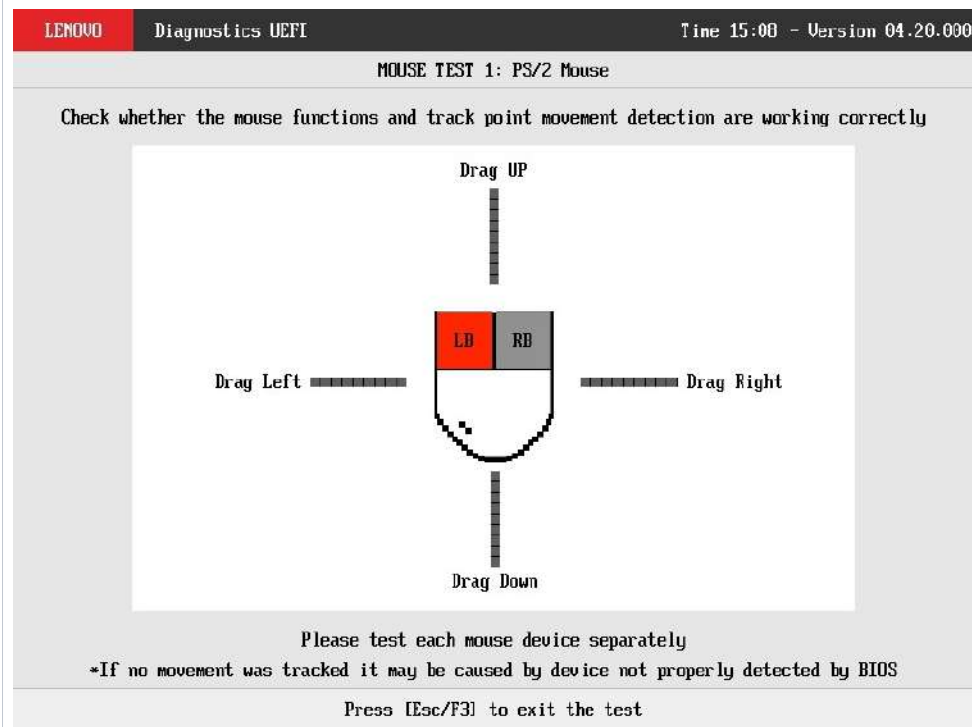 LENOVO Diagnostics UEFI Time 15:08 - Version 04.20.000
MOUSE TEST 1: PS/2 Mouse
Check whether the mouse functions and track point movement detection are working correctly
Drag UP
LB RB
Drag Left Drag Right
Drag Down
Please test each mouse device separately
*If no movement was tracked it may be caused by device not properly detected by BIOS
Press [Esc/F3] to exit the test